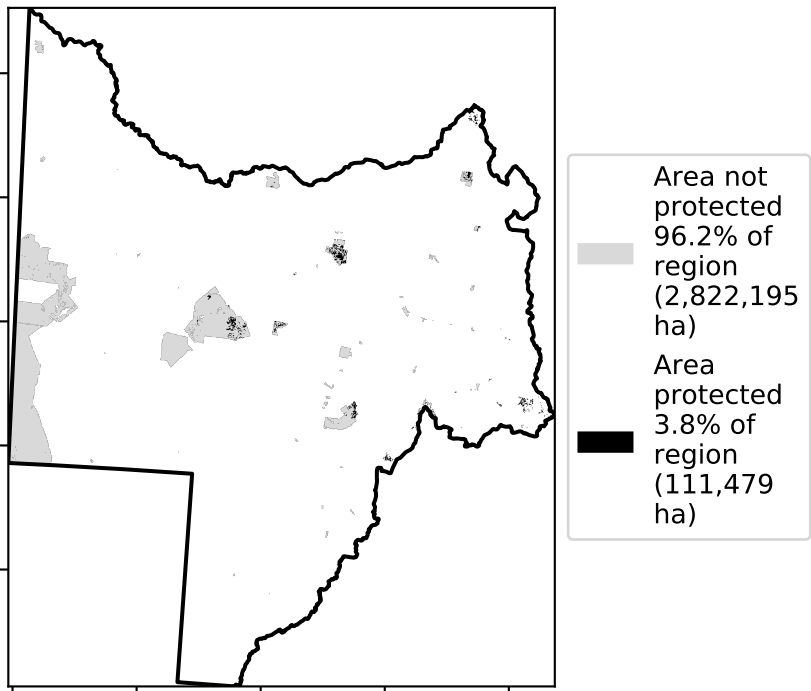 Area not
protected
96.2% of
region
(2,822,195
ha)
Area
protected
3.8% of
region
(111,479
ha)